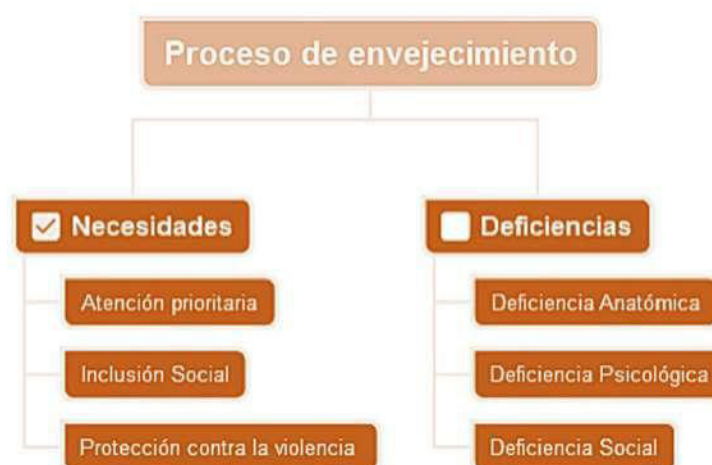 Proceso de envejecimiento
Necesidades
Atención prioritaria
Inclusión Social
Protección contra la violencia
Deficiencias
Deficiencia Anatómica
Deficiencia Psicológica
Deficiencia Social